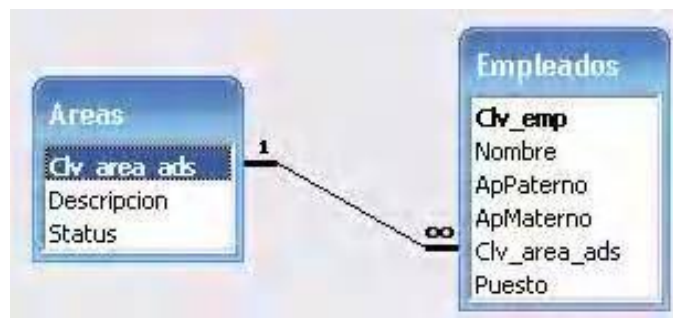 Areas
Clv_area_ads
Descripcion
Status
1
∞
Empleados
Clv_emp
Nombre
ApPaterno
ApMaterno
Clv_area_ads
Puesto